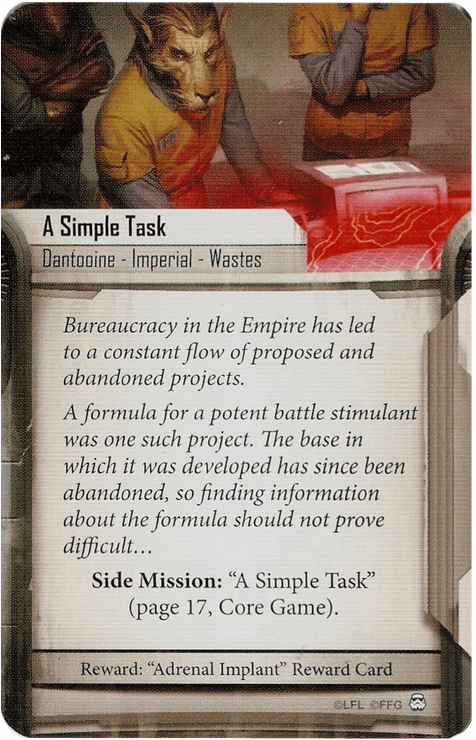 A Simple Task
Dantooine - Imperial - Wastes
Bureaucracy in the Empire has led
to a constant flow of proposed and
abandoned projects.
A formula for a potent battle stimulant
was one such project. The base in
which it was developed has since been
abandoned, so finding information
about the formula should not prove
difficult…
Side Mission: “A Simple Task”
(page 17, Core Game).
Reward: “Adrenal Implant” Reward Card
©LFL ©FFG